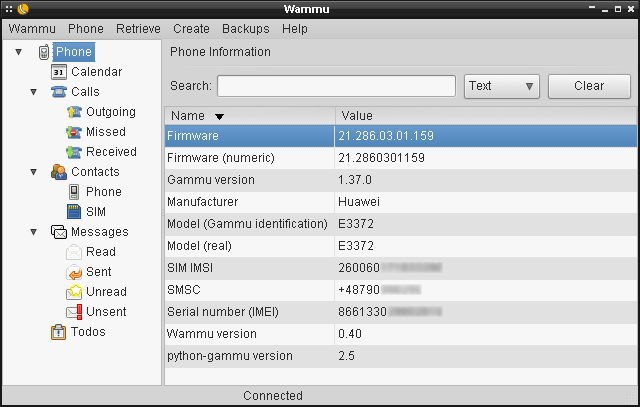 Wammu
Wammu Phone Retrieve Create Backups Help
Phone
31 Calendar
Calls
Outgoing
Missed
Received
Contacts
Phone
SIM
Messages
Read
Sent
Unread
Unsent
Todos
Phone Information
Search: Text Clear
Name Value
Firmware 21.286.03.01.159
Firmware (numeric) 21.2860301159
Gammu version 1.37.0
Manufacturer Huawei
Model (Gammu identification) E3372
Model (real) E3372
SIM IMSI 260060
SMSC +48790
Serial number (IMEI) 8661330
Wammu version 0.40
python-gammu version 2.5
Connected